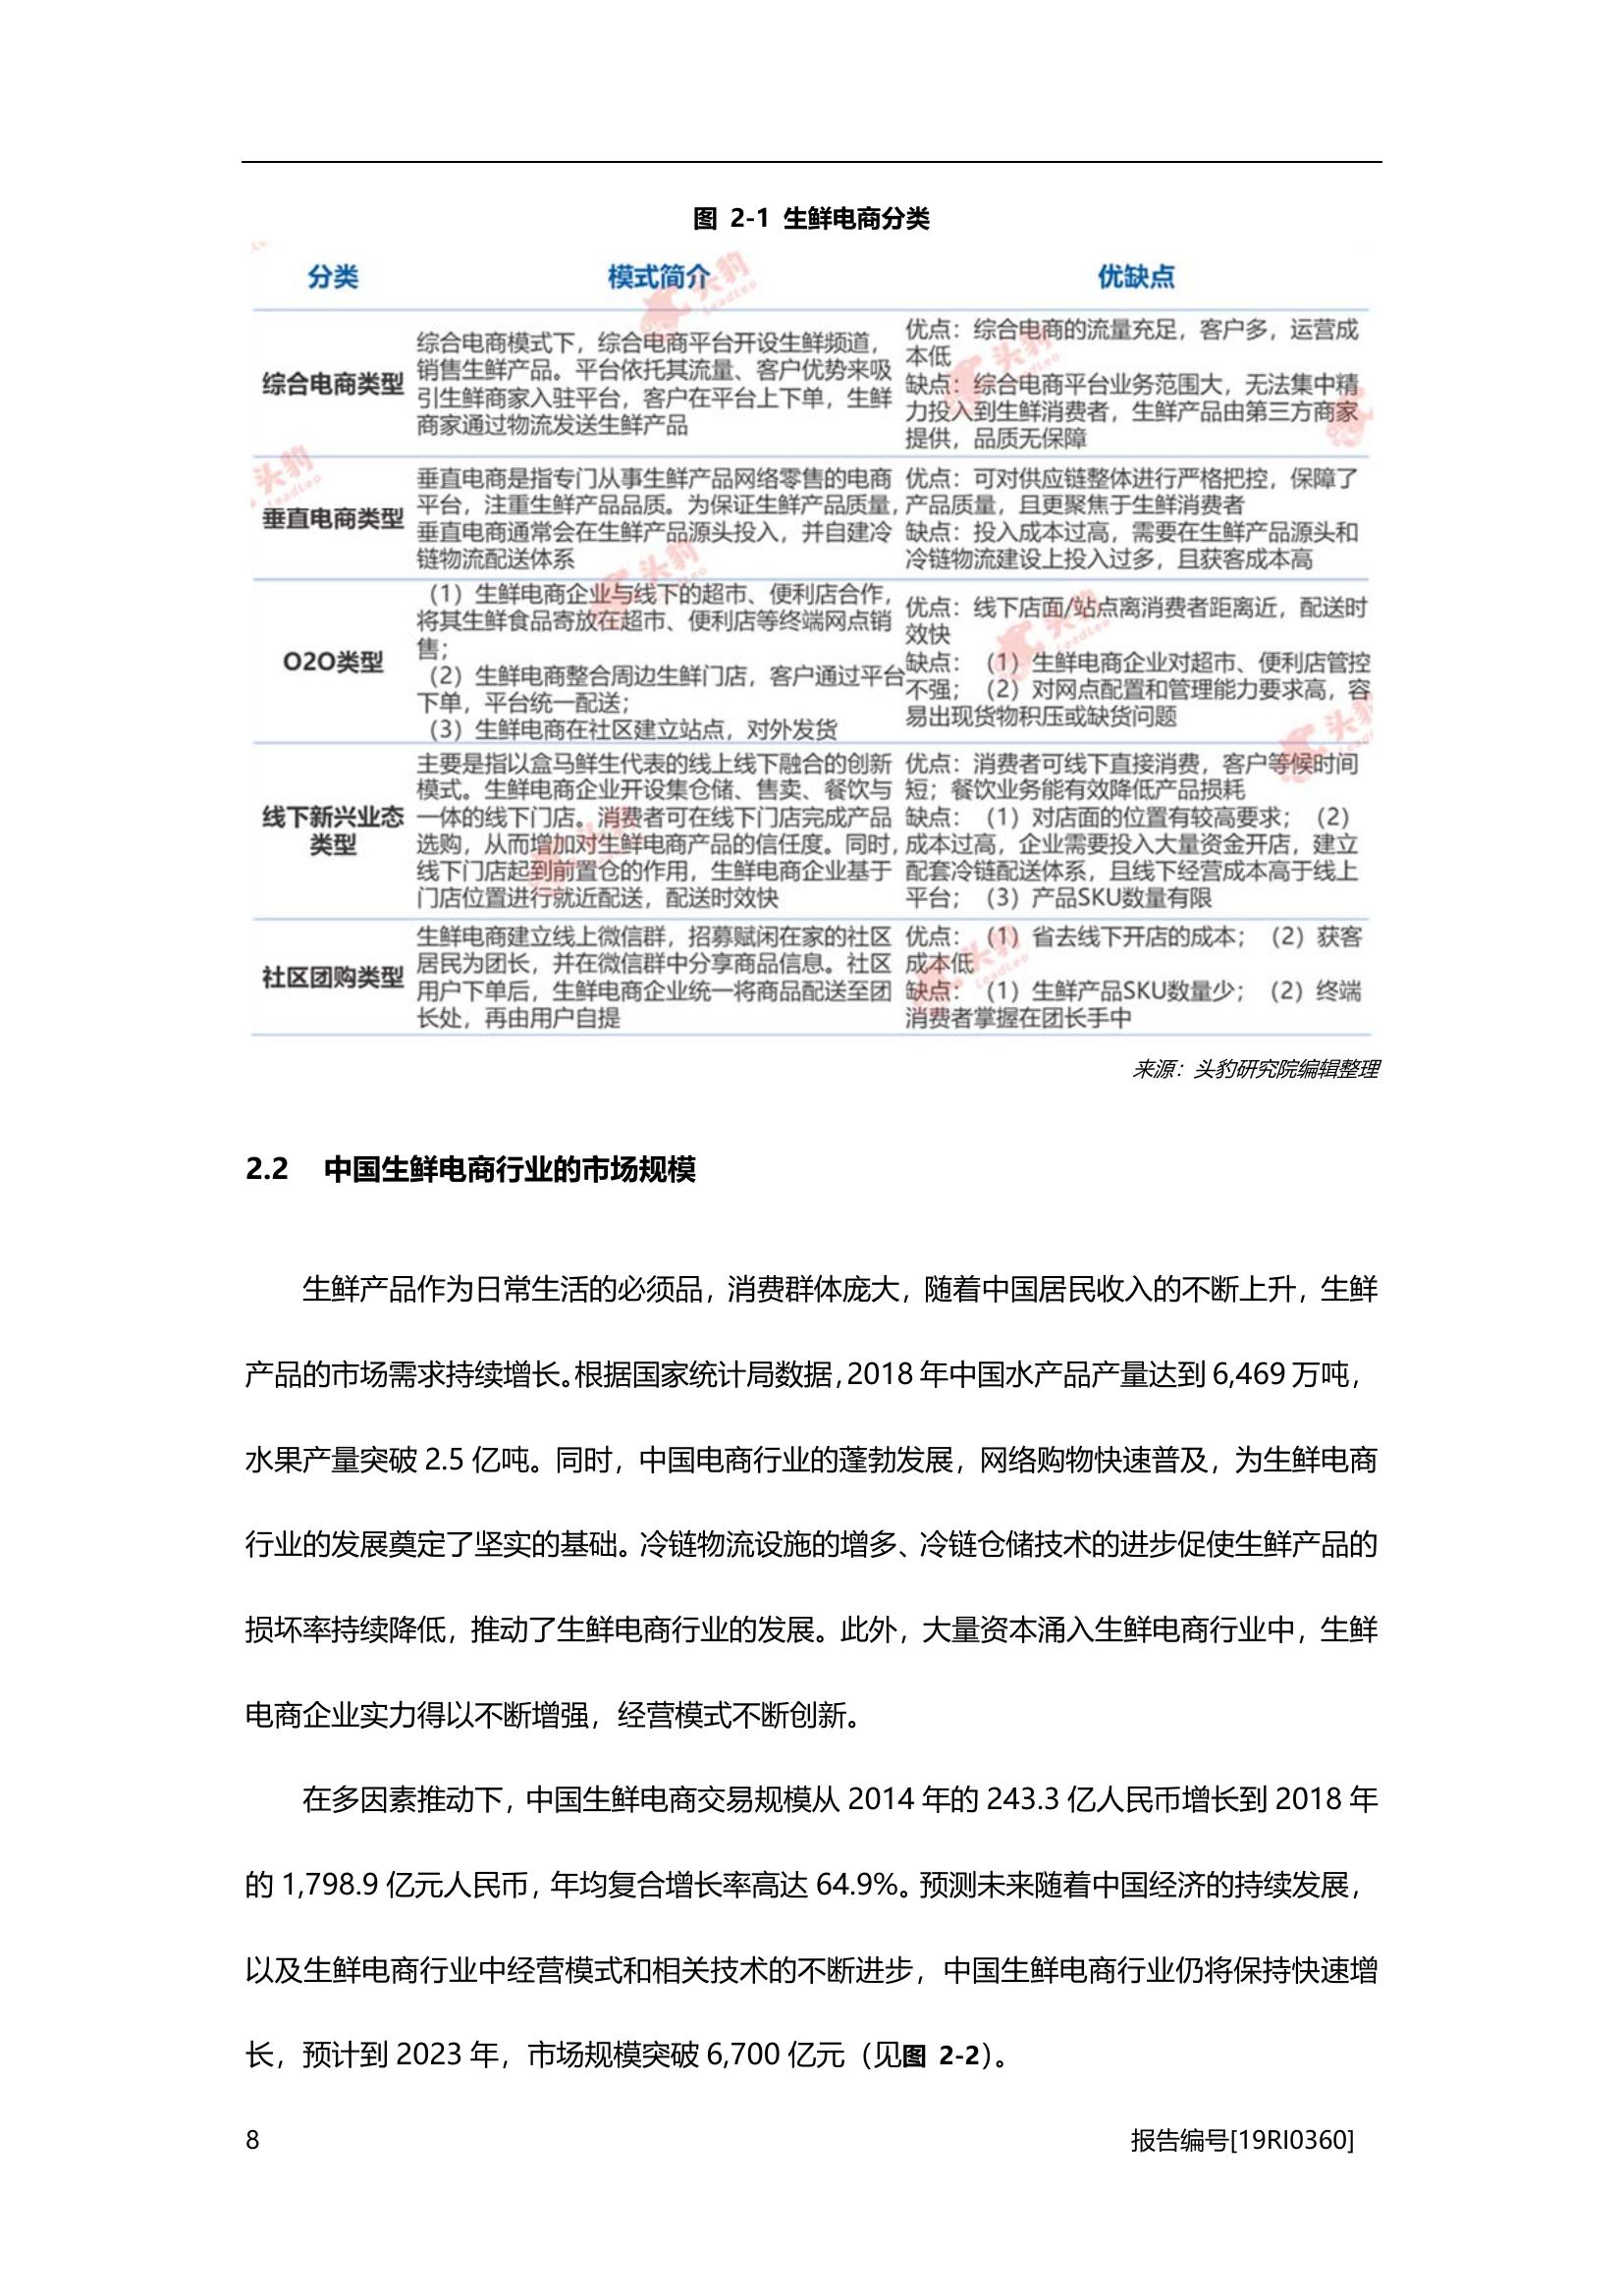 图 2-1 生鲜电商分类
分类 模式简介 优缺点
综合电商类型
综合电商模式下，综合电商平台开设生鲜频道，
销售生鲜产品。平台依托其流量、客户优势来吸
引生鲜商家入驻平台，客户在平台上下单，生鲜
商家通过物流发送生鲜产品
优点：综合电商的流量充足，客户多，运营成
本低
缺点：综合电商平台业务范围大，无法集中精
力投入到生鲜消费者，生鲜产品由第三方商家
提供，品质无保障
垂直电商类型
垂直电商是指专门从事生鲜产品网络零售的电商
平台，注重生鲜产品品质。为保证生鲜产品质量，
垂直电商通常会在生鲜产品源头投入，并自建冷
链物流配送体系
优点：可对供应链整体进行严格把控，保障了
产品质量，且更聚焦于生鲜消费者
缺点：投入成本过高，需要在生鲜产品源头和
冷链物流建设上投入过多，且获客成本高
O2O类型
（1）生鲜电商企业与线下的超市、便利店合作，
将其生鲜食品寄放在超市、便利店等终端网点销
售；
（2）生鲜电商整合周边生鲜门店，客户通过平台
下单，平台统一配送；
（3）生鲜电商在社区建立站点，对外发货
优点：线下店面/站点离消费者距离近，配送时
效快
缺点：（1）生鲜电商企业对超市、便利店管控
不强；（2）对网点配置和管理能力要求高，容
易出现货物积压或缺货问题
线下新兴业态
类型
主要是指以盒马鲜生代表的线上线下融合的创新
模式。生鲜电商企业开设集仓储、售卖、餐饮与
一体的线下门店。消费者可在线下门店完成产品
选购，从而增加对生鲜电商产品的信任度。同时，
线下门店起到前置仓的作用，生鲜电商企业基于
门店位置进行就近配送，配送时效快
优点：消费者可线下直接消费，客户等候时间
短；餐饮业务能有效降低产品损耗
缺点：（1）对店面的位置有较高要求；（2）
成本过高，企业需要投入大量资金开店，建立
配套冷链配送体系，且线下经营成本高于线上
平台；（3）产品SKU数量有限
社区团购类型
生鲜电商建立线上微信群，招募赋闲在家的社区
居民为团长，并在微信群中分享商品信息。社区
用户下单后，生鲜电商企业统一将商品配送至团
长处，再由用户自提
优点：（1）省去线下开店的成本；（2）获客
成本低
缺点：（1）生鲜产品SKU数量少；（2）终端
消费者掌握在团长手中
来源：头豹研究院编辑整理
2.2 中国生鲜电商行业的市场规模
生鲜产品作为日常生活的必须品，消费群体庞大，随着中国居民收入的不断上升，生鲜
产品的市场需求持续增长。根据国家统计局数据，2018 年中国水产品产量达到 6,469 万吨，
水果产量突破 2.5 亿吨。同时，中国电商行业的蓬勃发展，网络购物快速普及，为生鲜电商
行业的发展奠定了坚实的基础。冷链物流设施的增多、冷链仓储技术的进步促使生鲜产品的
损坏率持续降低，推动了生鲜电商行业的发展。此外，大量资本涌入生鲜电商行业中，生鲜
电商企业实力得以不断增强，经营模式不断创新。
在多因素推动下，中国生鲜电商交易规模从 2014 年的 243.3 亿人民币增长到 2018 年
的 1,798.9 亿元人民币，年均复合增长率高达 64.9%。预测未来随着中国经济的持续发展，
以及生鲜电商行业中经营模式和相关技术的不断进步，中国生鲜电商行业仍将保持快速增
长，预计到 2023 年，市场规模突破 6,700 亿元（见图 2-2）。
8 报告编号[19RI0360]